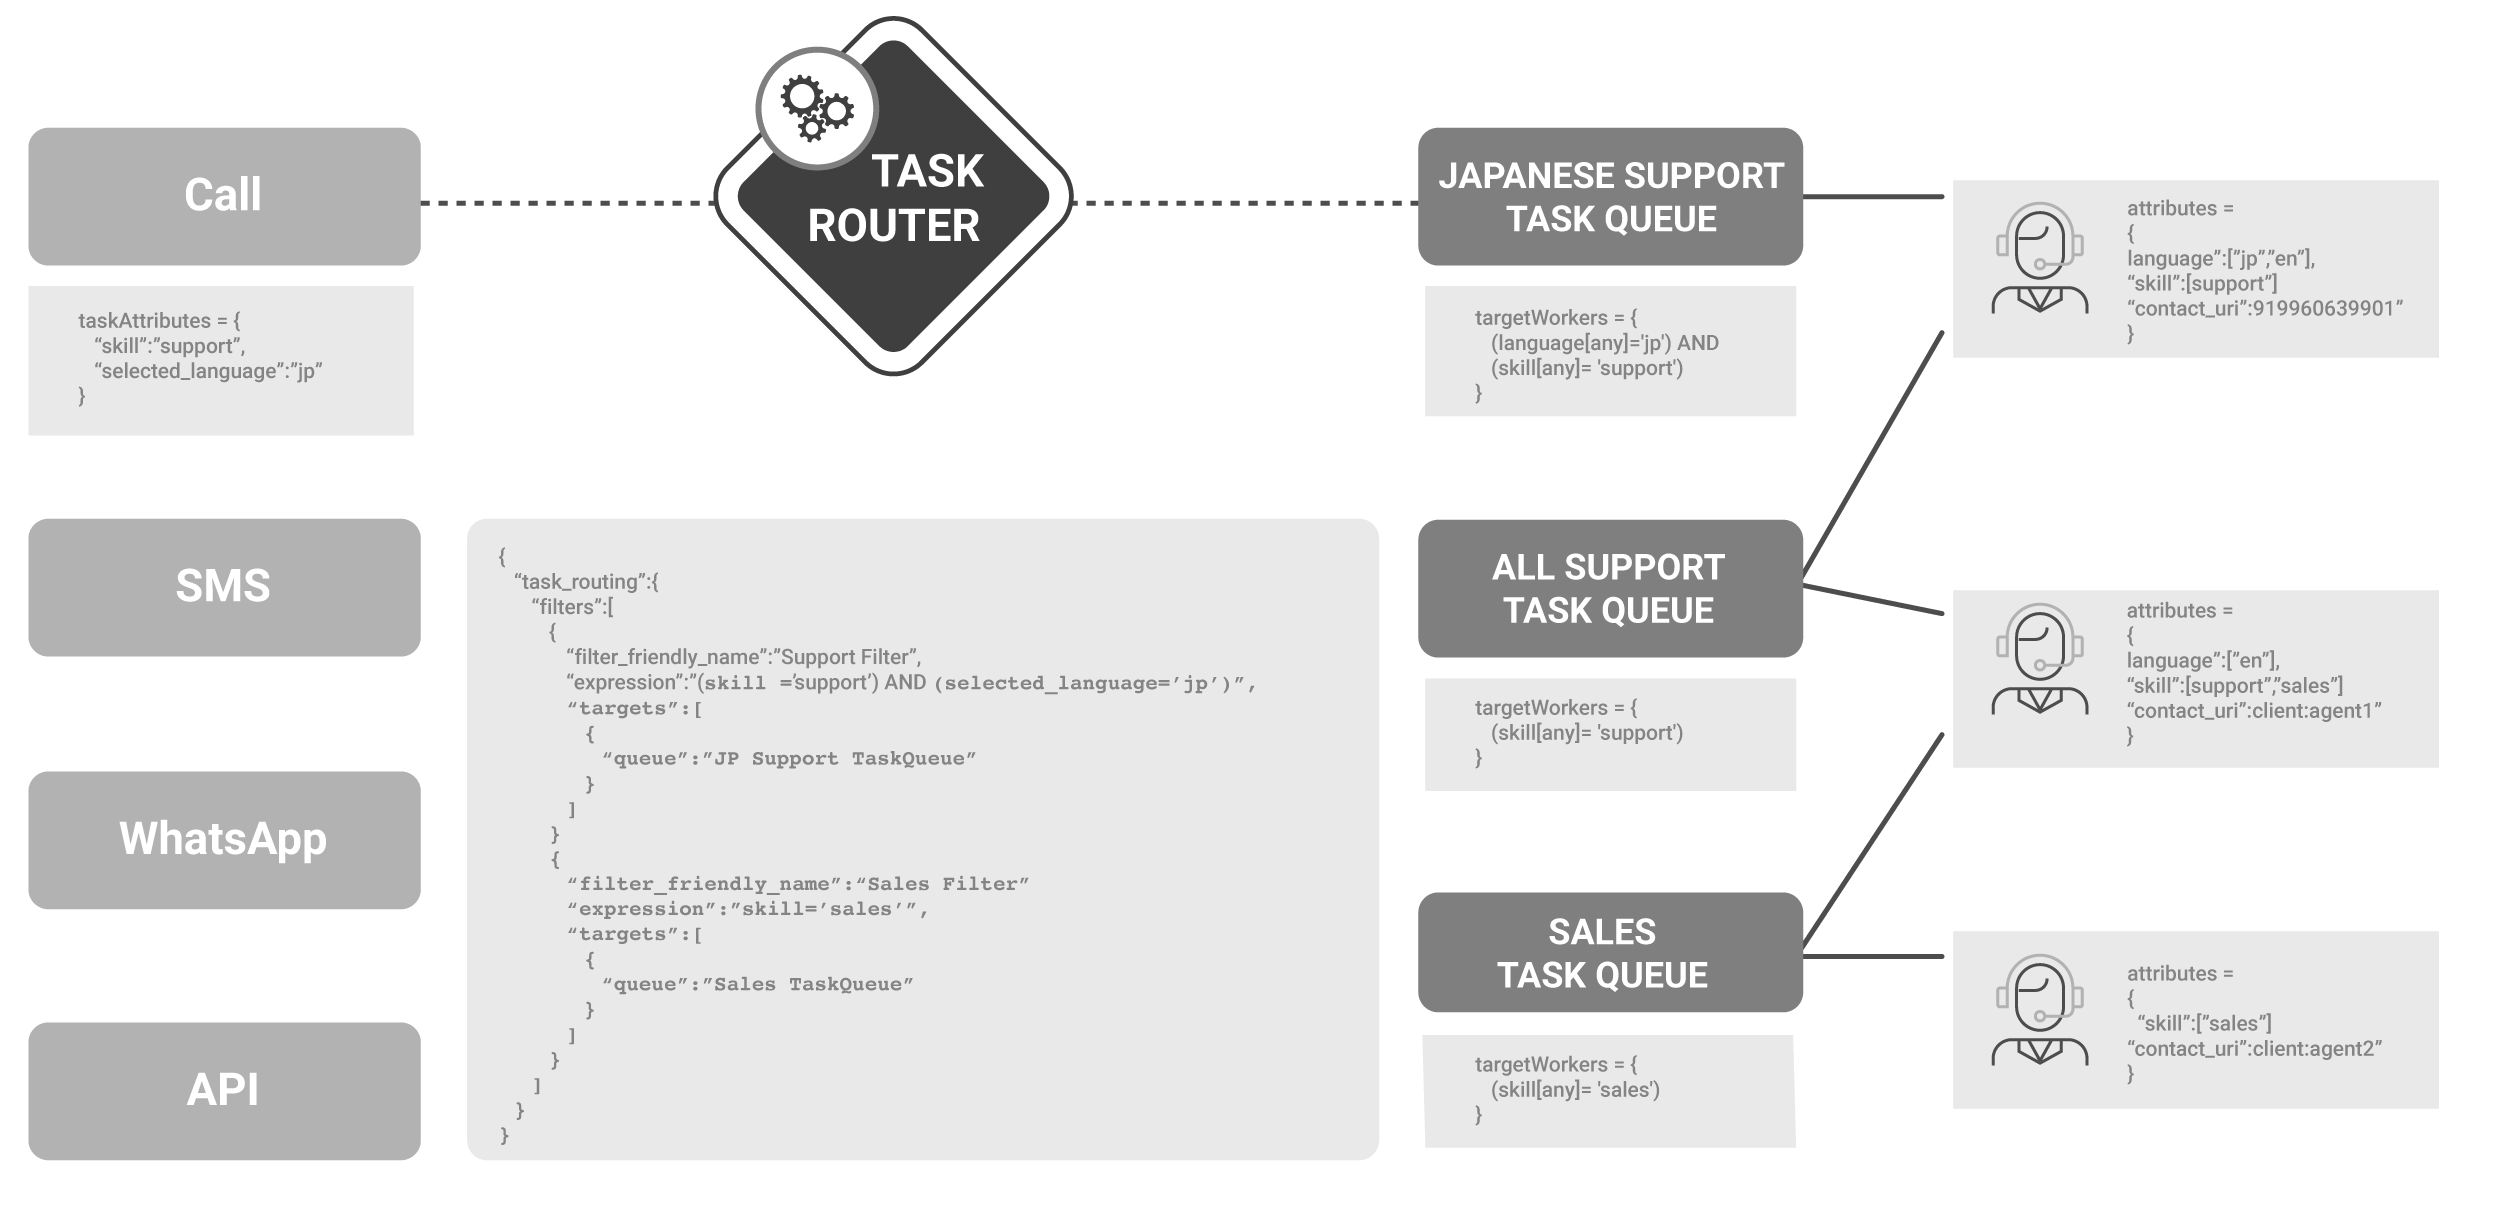 Call
taskAttributes = {
“skill”:”support”,
“selected_language”:”jp”
}
SMS
WhatsApp
API
TASK
ROUTER
{
“task_routing”:{
“filters”:[
{
“filter_friendly_name”:”Support Filter”,
“expression”:”(skill =’support’) AND (selected_language=’jp’)”,
“targets”:[
{
“queue”:”JP Support TaskQueue”
}
]
}
{
“filter_friendly_name”:“Sales Filter”
“expression”:”skill=’sales’”,
“targets”:[
{
“queue”:”Sales TaskQueue”
}
]
}
]
}
}
JAPANESE SUPPORT
TASK QUEUE
targetWorkers = {
(language[any]='jp') AND
(skill[any]= 'support')
}
ALL SUPPORT
TASK QUEUE
targetWorkers = {
(skill[any]= 'support')
}
SALES
TASK QUEUE
targetWorkers = {
(skill[any]= 'sales')
}
attributes =
{
language”:[”jp”,”en”],
“skill”:[support”]
“contact_uri”:919960639901”
}
attributes =
{
language”:[”en”],
“skill”:[support”,”sales”]
“contact_uri”:client:agent1”
}
attributes =
{
“skill”:[”sales”]
“contact_uri”:client:agent2”
}